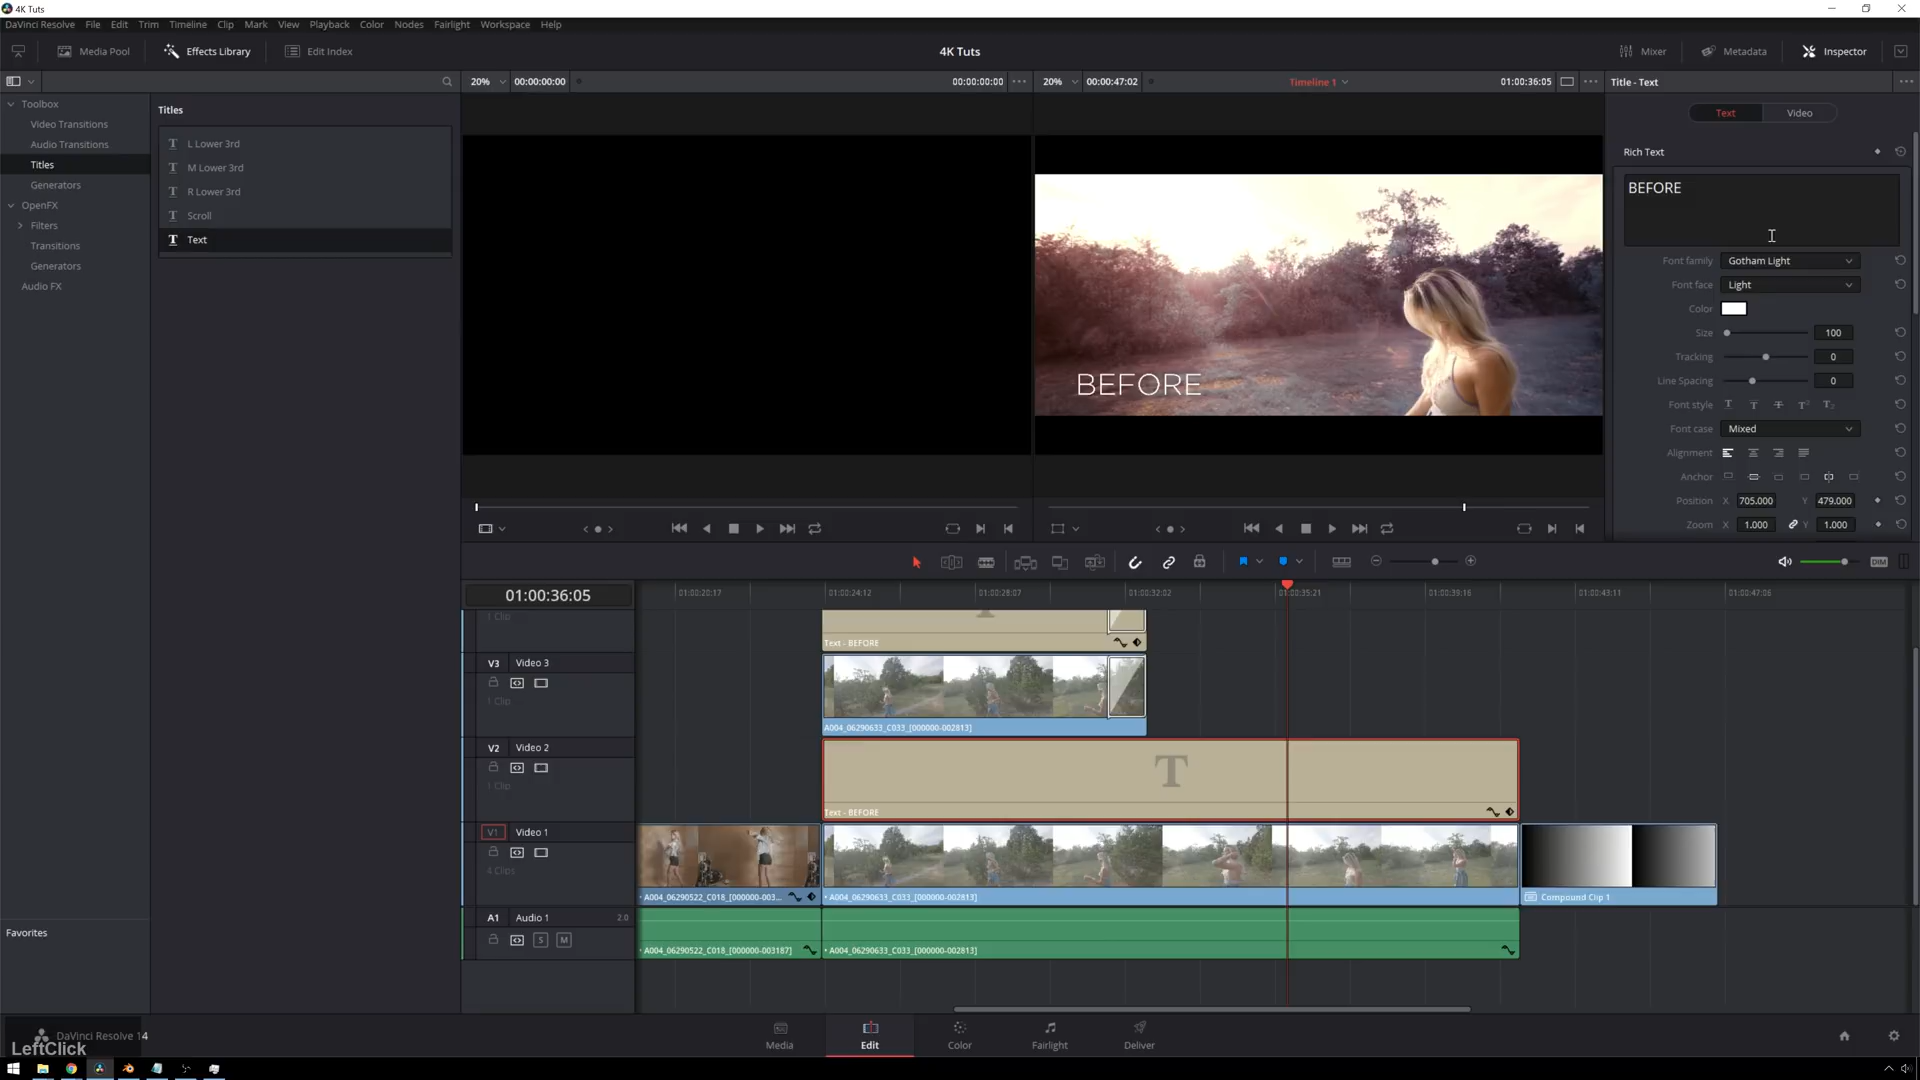 4K Tuts
DaVinci Resolve File Edit Trim Timeline Clip Mark View Playback Color Nodes Fairlight Workspace Help
Media Pool Effects Library Edit Index 4K Tuts Mixer Metadata Inspector
20% 00:00:00:00 00:00:00:00 20% 00:00:47:02 Timeline 1 01:00:36:05 Title - Text
Toolbox
Video Transitions
Audio Transitions
Titles
Generators
OpenFX
Filters
Transitions
Generators
Audio FX
Favorites
Titles
L Lower 3rd
M Lower 3rd
R Lower 3rd
Scroll
Text
BEFORE
Text Video
Rich Text
BEFORE
Font family Gotham Light
Font face Light
Color
Size 100
Tracking 0
Line Spacing 0
Font style
Font case Mixed
Alignment
Anchor
Position X 705.000 Y 479.000
Zoom X 1.000 Y 1.000
DIM
01:00:36:05 01:00:20:17 01:00:24:12 01:00:28:07 01:00:32:02 01:00:35:21 01:00:39:16 01:00:43:11 01:00:47:06
1 Clip
Text - BEFORE
V3 Video 3
1 Clip
A004_06290633_C033_[000000-002813]
V2 Video 2
1 Clip
T
Text - BEFORE
V1 Video 1
4 Clips
A004_06290522_C018_[000000-003... A004_06290633_C033_[000000-002813] Compound Clip 1
A1 Audio 1 2.0
S M
A004_06290522_C018_[000000-003187] A004_06290633_C033_[000000-002813]
DaVinci Resolve 14
LeftClick
Media Edit Color Fairlight Deliver